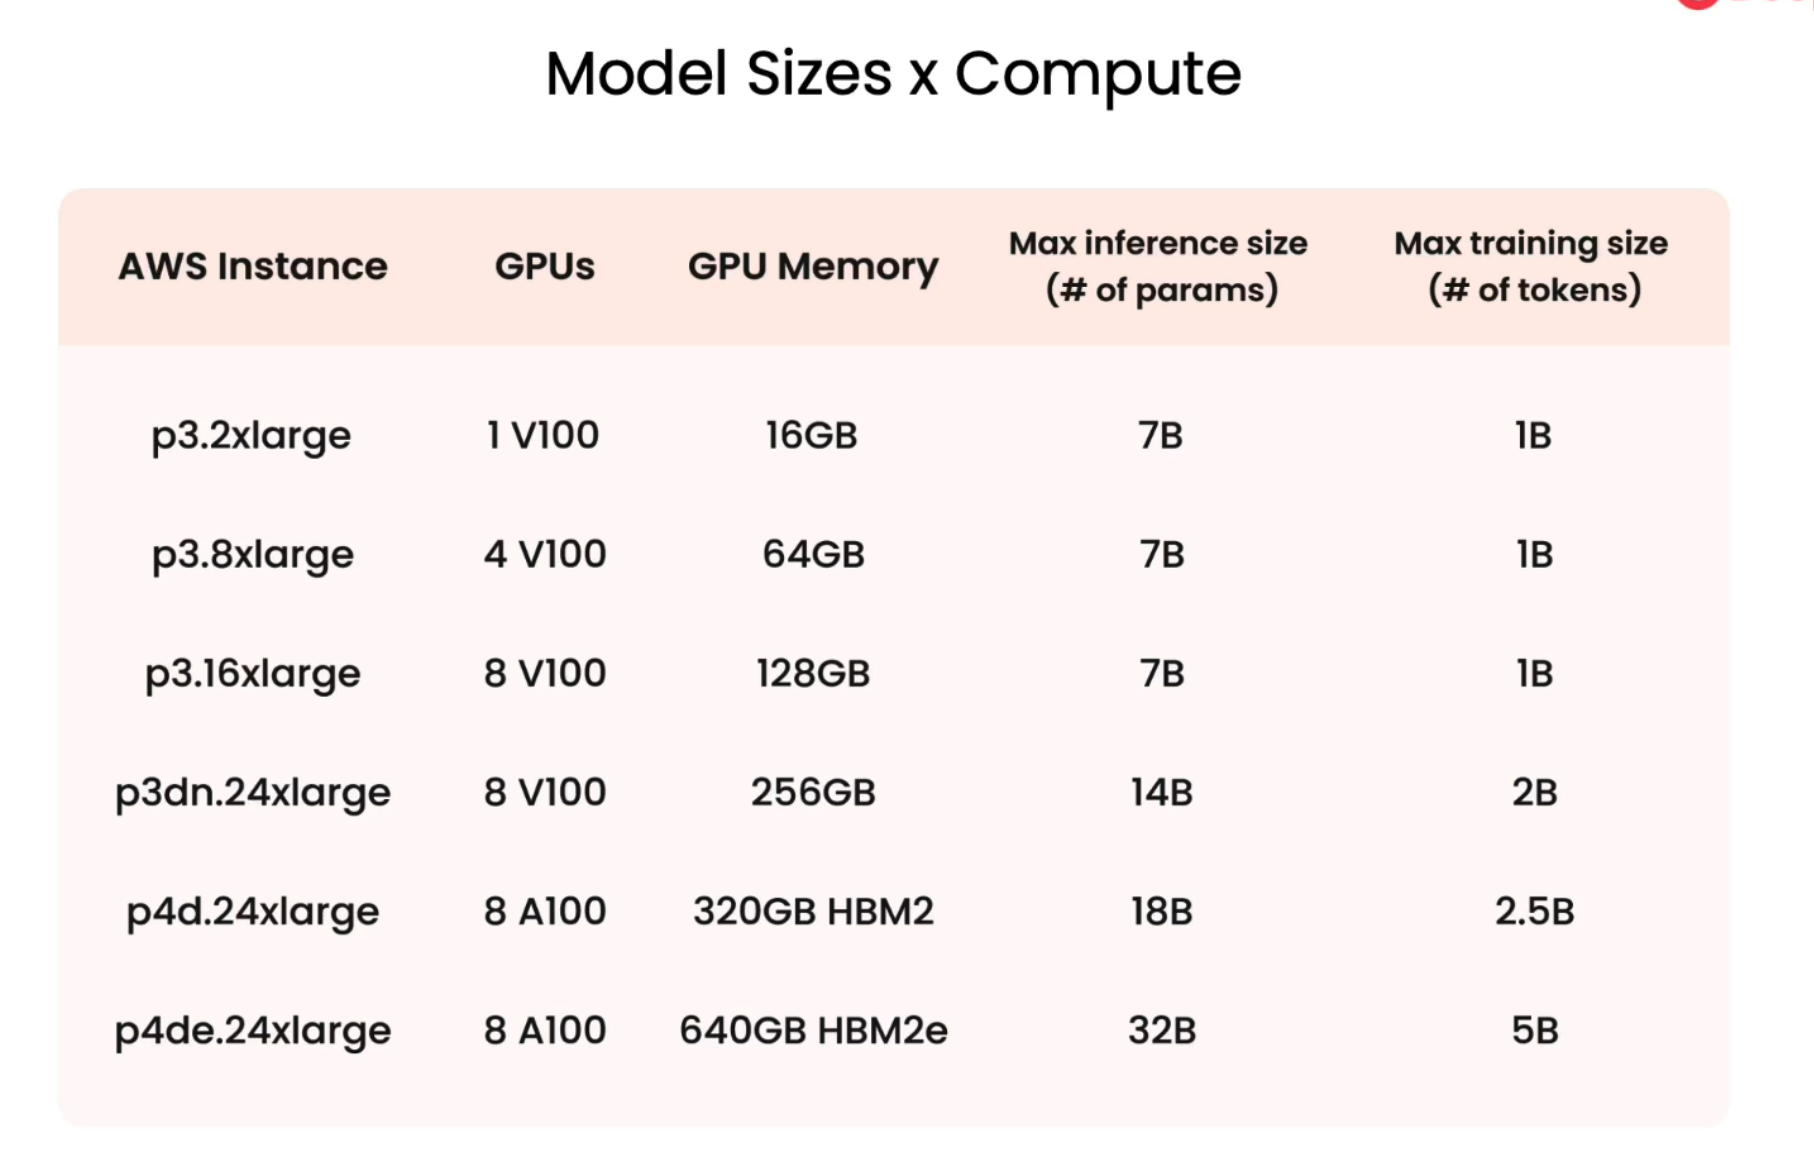 Model Sizes x Compute
AWS Instance GPUs GPU Memory Max inference size (# of params) Max training size (# of tokens)
p3.2xlarge 1 V100 16GB 7B 1B
p3.8xlarge 4 V100 64GB 7B 1B
p3.16xlarge 8 V100 128GB 7B 1B
p3dn.24xlarge 8 V100 256GB 14B 2B
p4d.24xlarge 8 A100 320GB HBM2 18B 2.5B
p4de.24xlarge 8 A100 640GB HBM2e 32B 5B